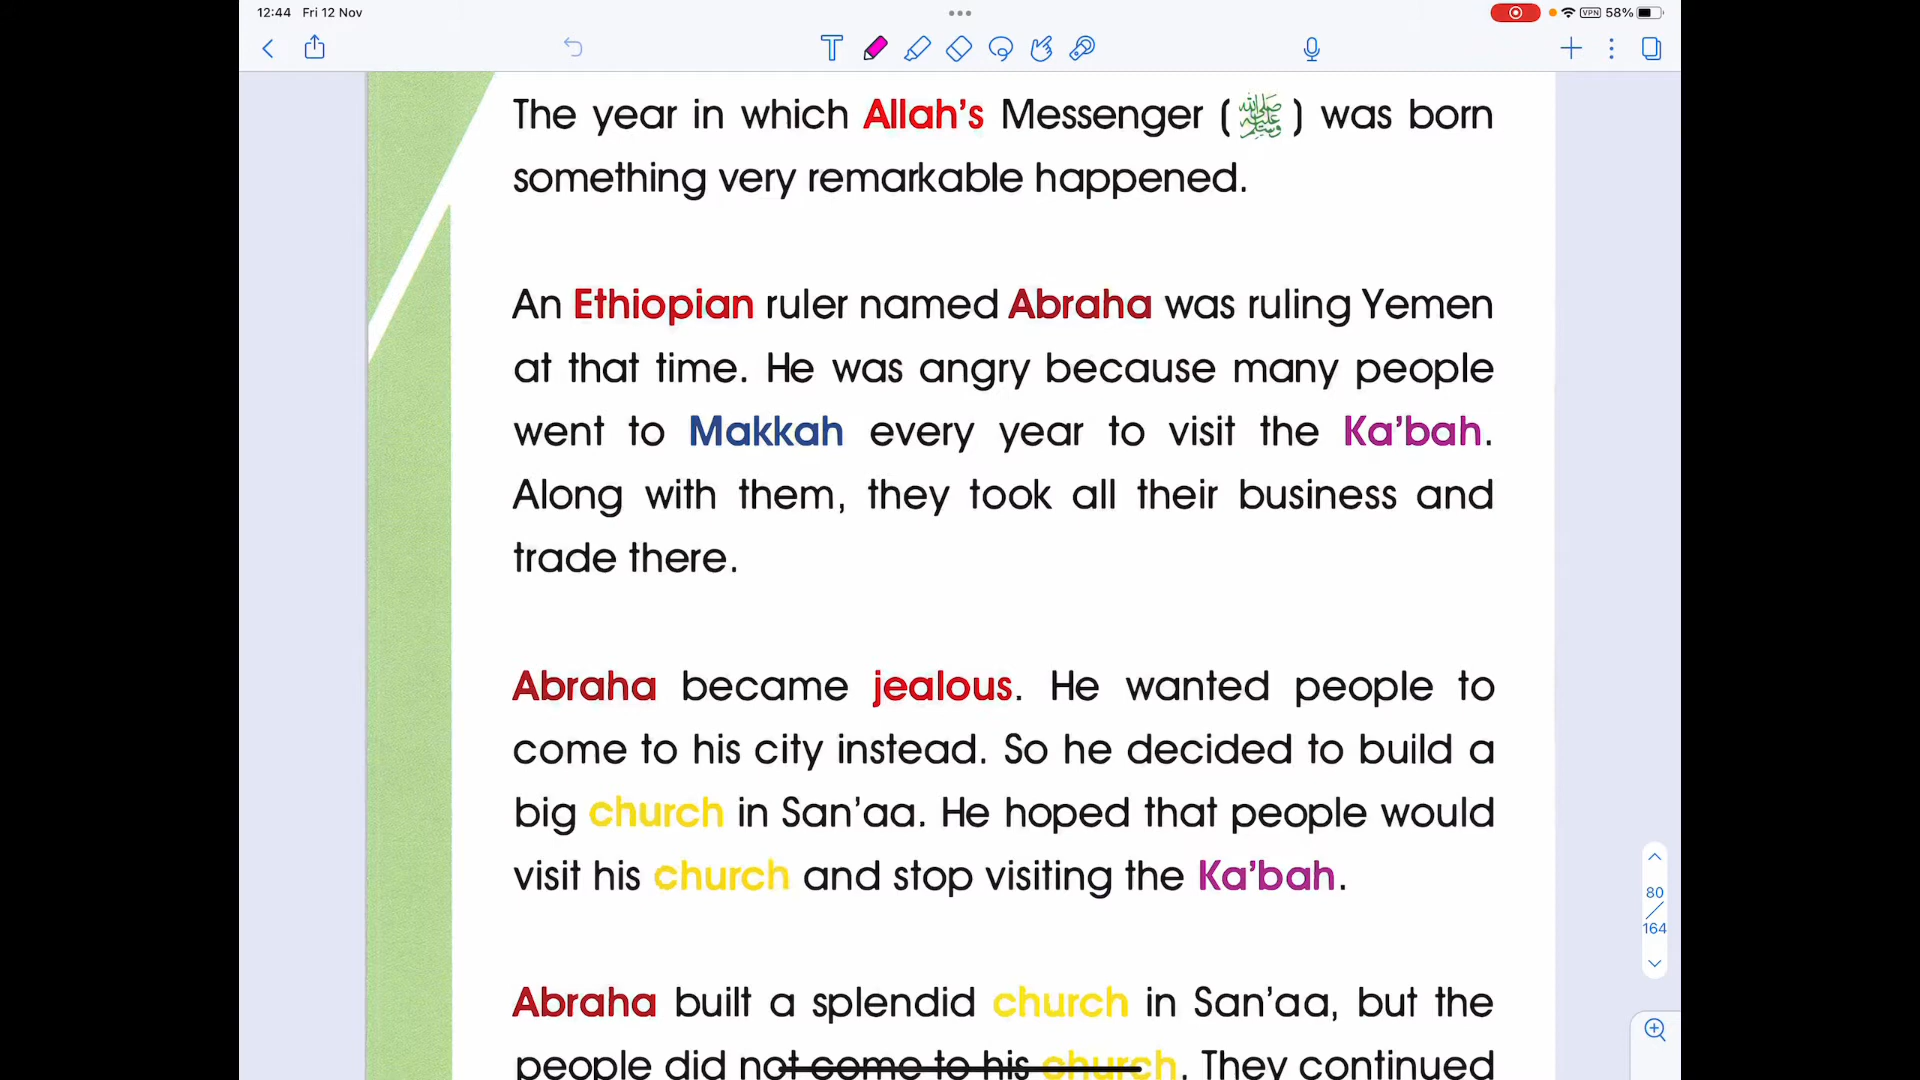 12:44 Fri 12 Nov
VPN 58%
The year in which Allah's Messenger (ﷺ) was born
something very remarkable happened.
An Ethiopian ruler named Abraha was ruling Yemen
at that time. He was angry because many people
went to Makkah every year to visit the Ka'bah.
Along with them, they took all their business and
trade there.
Abraha became jealous. He wanted people to
come to his city instead. So he decided to build a
big church in San'aa. He hoped that people would
visit his church and stop visiting the Ka'bah.
Abraha built a splendid church in San'aa, but the
people did not come to his church. They continued
80
164